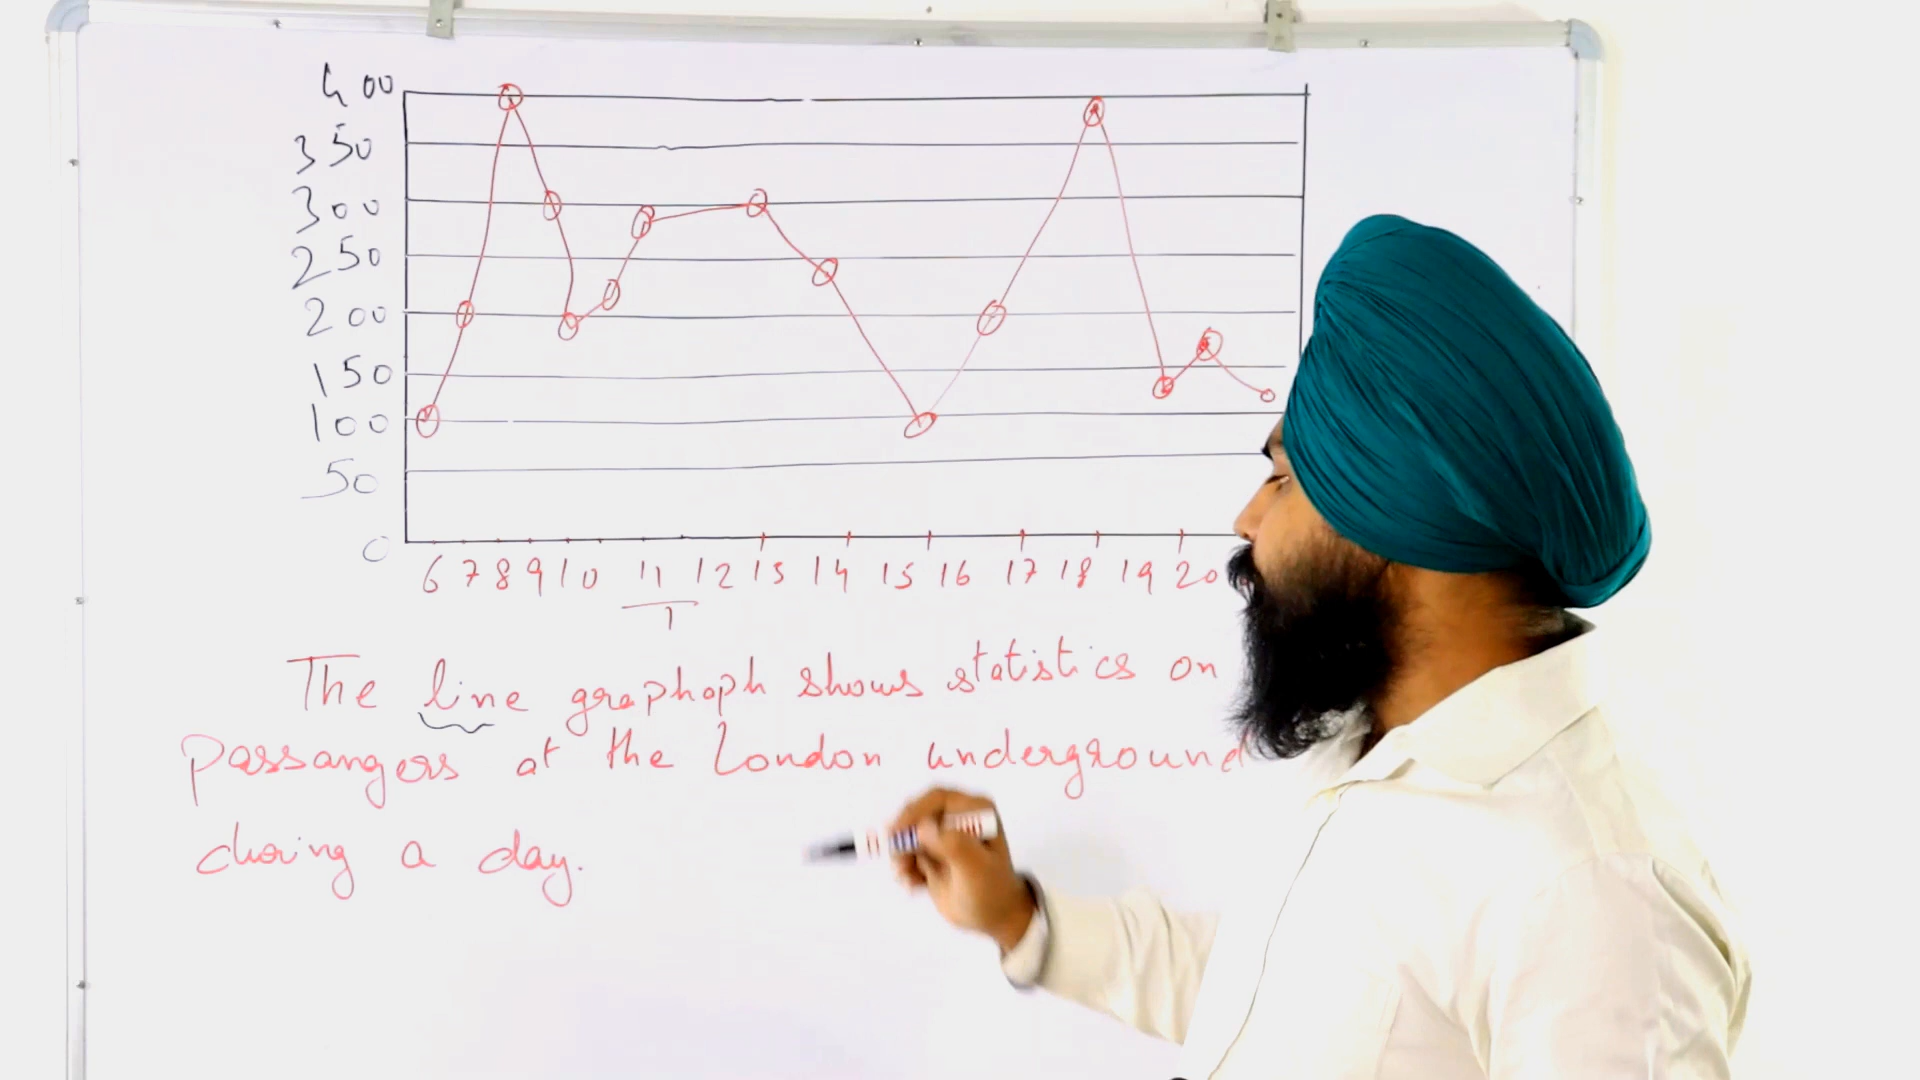 400
350
300
250
200
150
100
50
0
6 7 8 9 10 11 12 13 14 15 16 17 18 19 20
1
The line graphoph shows statistics on
passangers at the London underground
during a day.